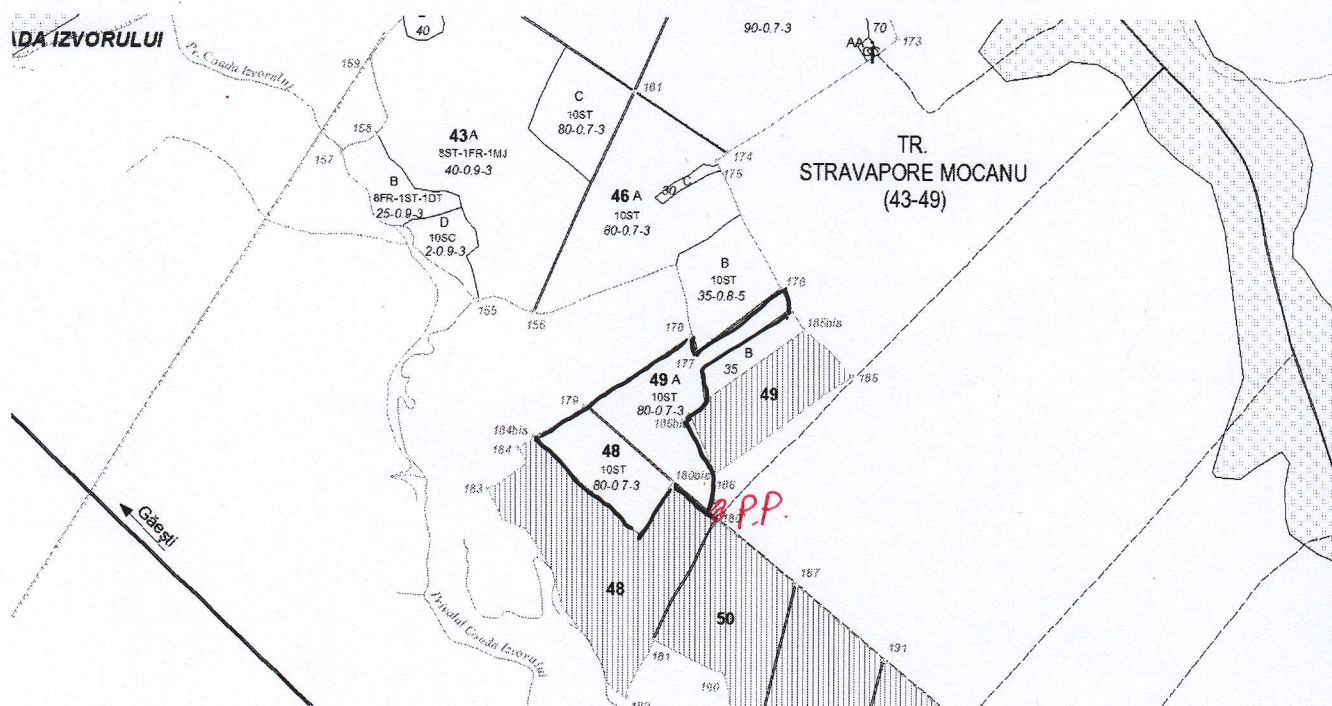 ADA IZVORULUI
40
90-0.7-3
70
AA
173
Pr. Coada Izvorului
159
161
C
10ST
80-0.7-3
158
157
43 A
8ST-1FR-1MJ
40-0.9-3
174
175
TR.
STRAVAPORE MOCANU
(43-49)
B
8FR-1ST-1DT
25-0.9-3
D
10SC
2-0.9-3
C
30
46 A
10ST
80-0.7-3
B
10ST
35-0.8-5
155
156
176
185bis
178
177
B
35
185
49 A
10ST
80-0.7-3
49
179
184bis
184
183
48
10ST
80-0.7-3
180bis
186
P.P.
Găești
187
48
50
Privalul Coada Izvorului
181
190
191